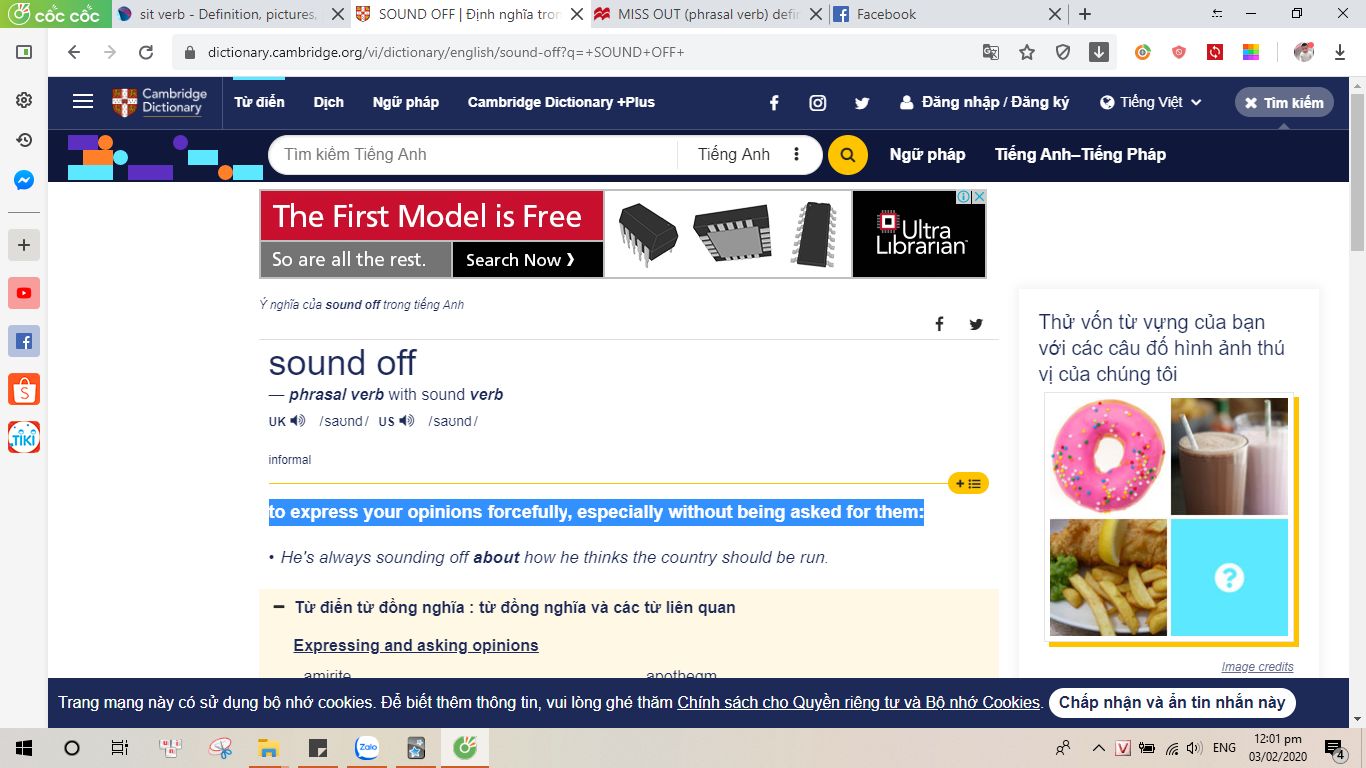 cốc cốc
sit verb - Definition, pictures,
SOUND OFF | Định nghĩa tron
MISS OUT (phrasal verb) defin
Facebook
dictionary.cambridge.org/vi/dictionary/english/sound-off?q=+SOUND+OFF+
Cambridge
Dictionary
Từ điển
Dịch
Ngữ pháp
Cambridge Dictionary +Plus
Đăng nhập / Đăng ký
Tiếng Việt
Tìm kiếm
Tìm kiếm Tiếng Anh
Tiếng Anh
Ngữ pháp
Tiếng Anh–Tiếng Pháp
The First Model is Free
So are all the rest.
Search Now ❯
Ultra
Librarian
Ý nghĩa của sound off trong tiếng Anh
sound off
— phrasal verb with sound verb
UK /saʊnd/ US /saʊnd/
informal
to express your opinions forcefully, especially without being asked for them:
• He's always sounding off about how he thinks the country should be run.
– Từ điển từ đồng nghĩa : từ đồng nghĩa và các từ liên quan
Expressing and asking opinions
amirite
apothegm
Thử vốn từ vựng của bạn
với các câu đố hình ảnh thú
vị của chúng tôi
?
Image credits
TIKI
Trang mạng này có sử dụng bộ nhớ cookies. Để biết thêm thông tin, vui lòng ghé thăm Chính sách cho Quyền riêng tư và Bộ nhớ Cookies.
Chấp nhận và ẩn tin nhắn này
Zalo
V
ENG
12:01 pm
03/02/2020
4